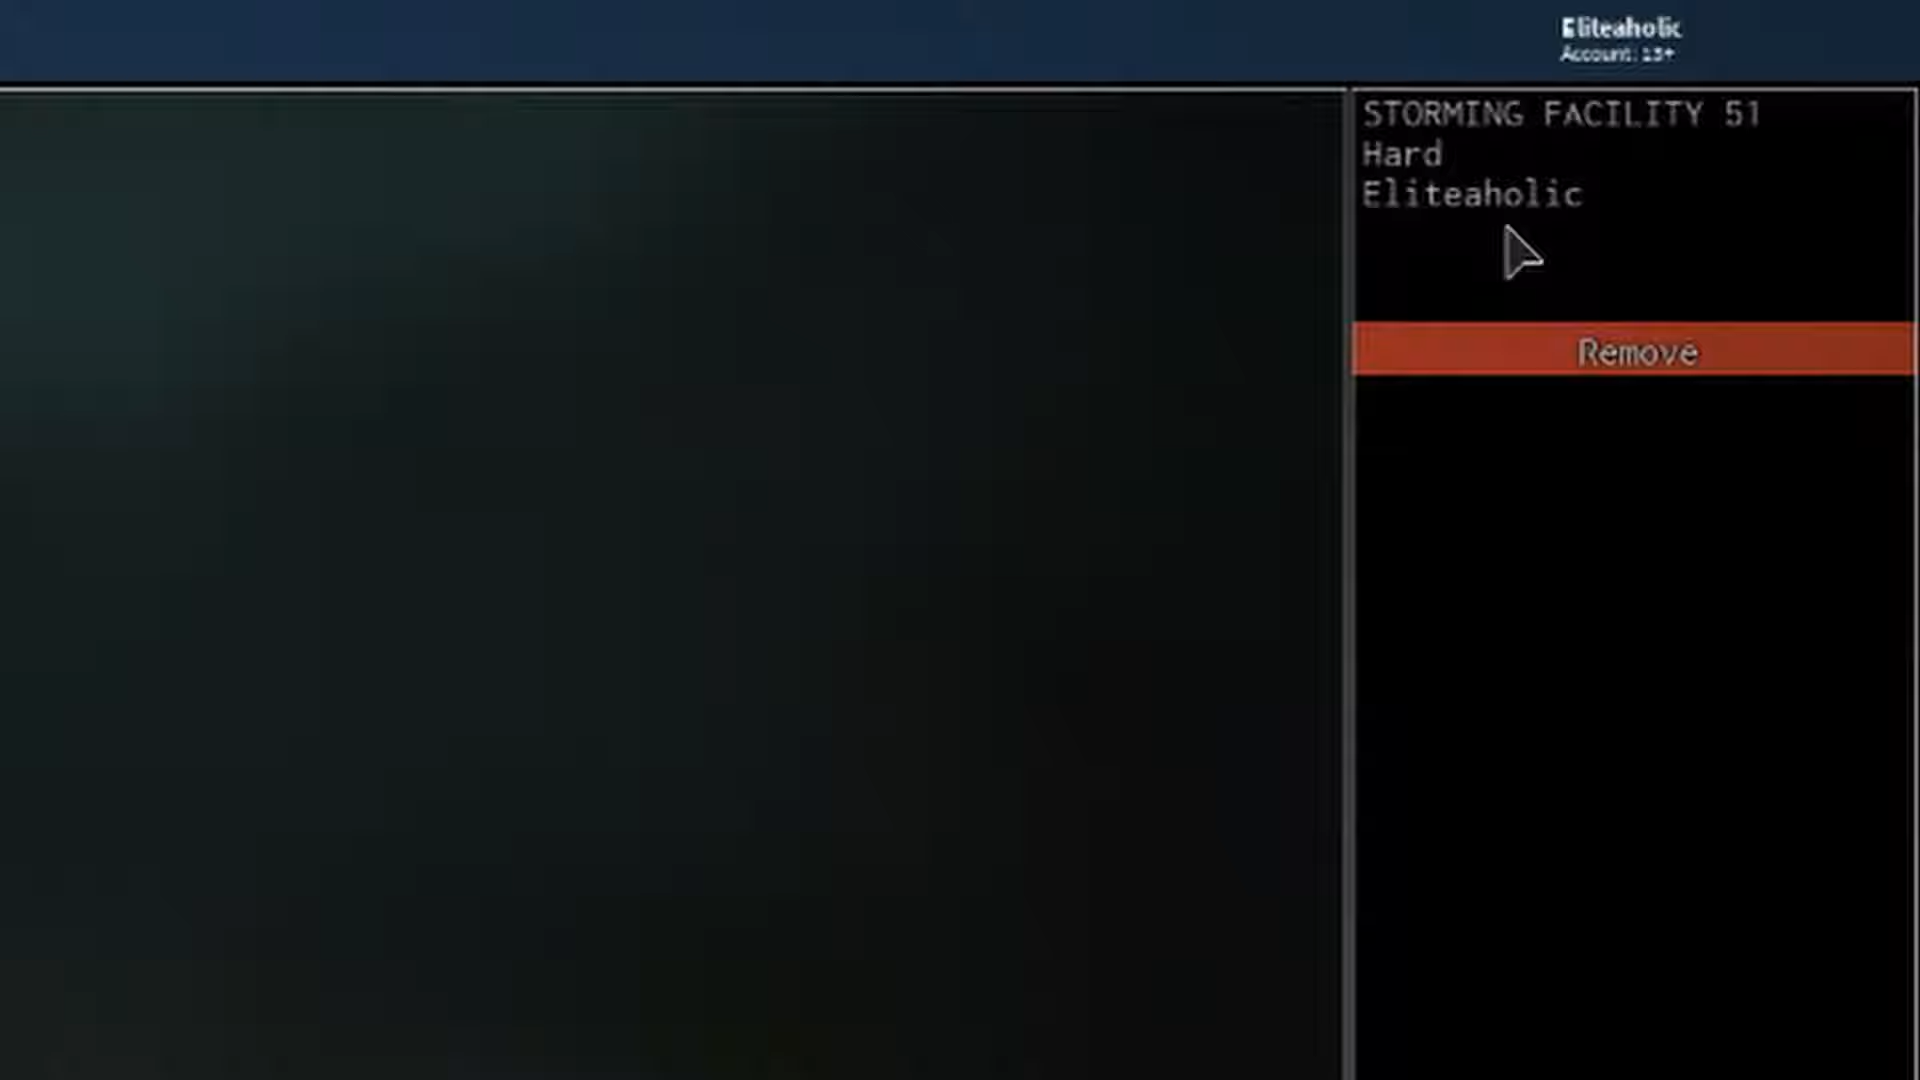 Eliteaholic
Account: 13+
STORMING FACILITY 51
Hard
Eliteaholic
Remove